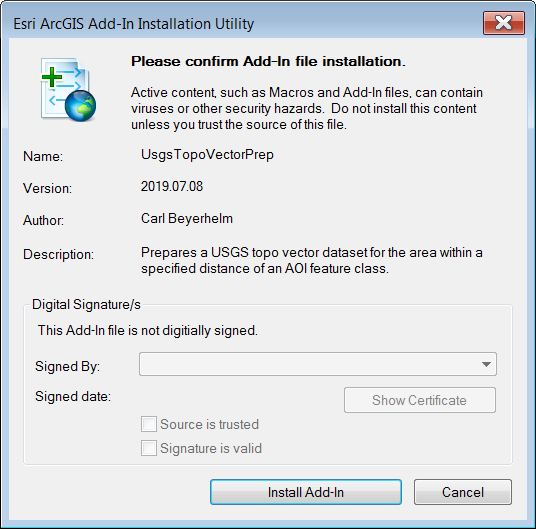 Esri ArcGIS Add-In Installation Utility
Please confirm Add-In file installation.
Active content, such as Macros and Add-In files, can contain
viruses or other security hazards.  Do not install this content
unless you trust the source of this file.
Name: UsgsTopoVectorPrep
Version: 2019.07.08
Author: Carl Beyerhelm
Description: Prepares a USGS topo vector dataset for the area within a
specified distance of an AOI feature class.
Digital Signature/s
This Add-In file is not digitially signed.
Signed By:
Signed date:
Show Certificate
Source is trusted
Signature is valid
Install Add-In
Cancel